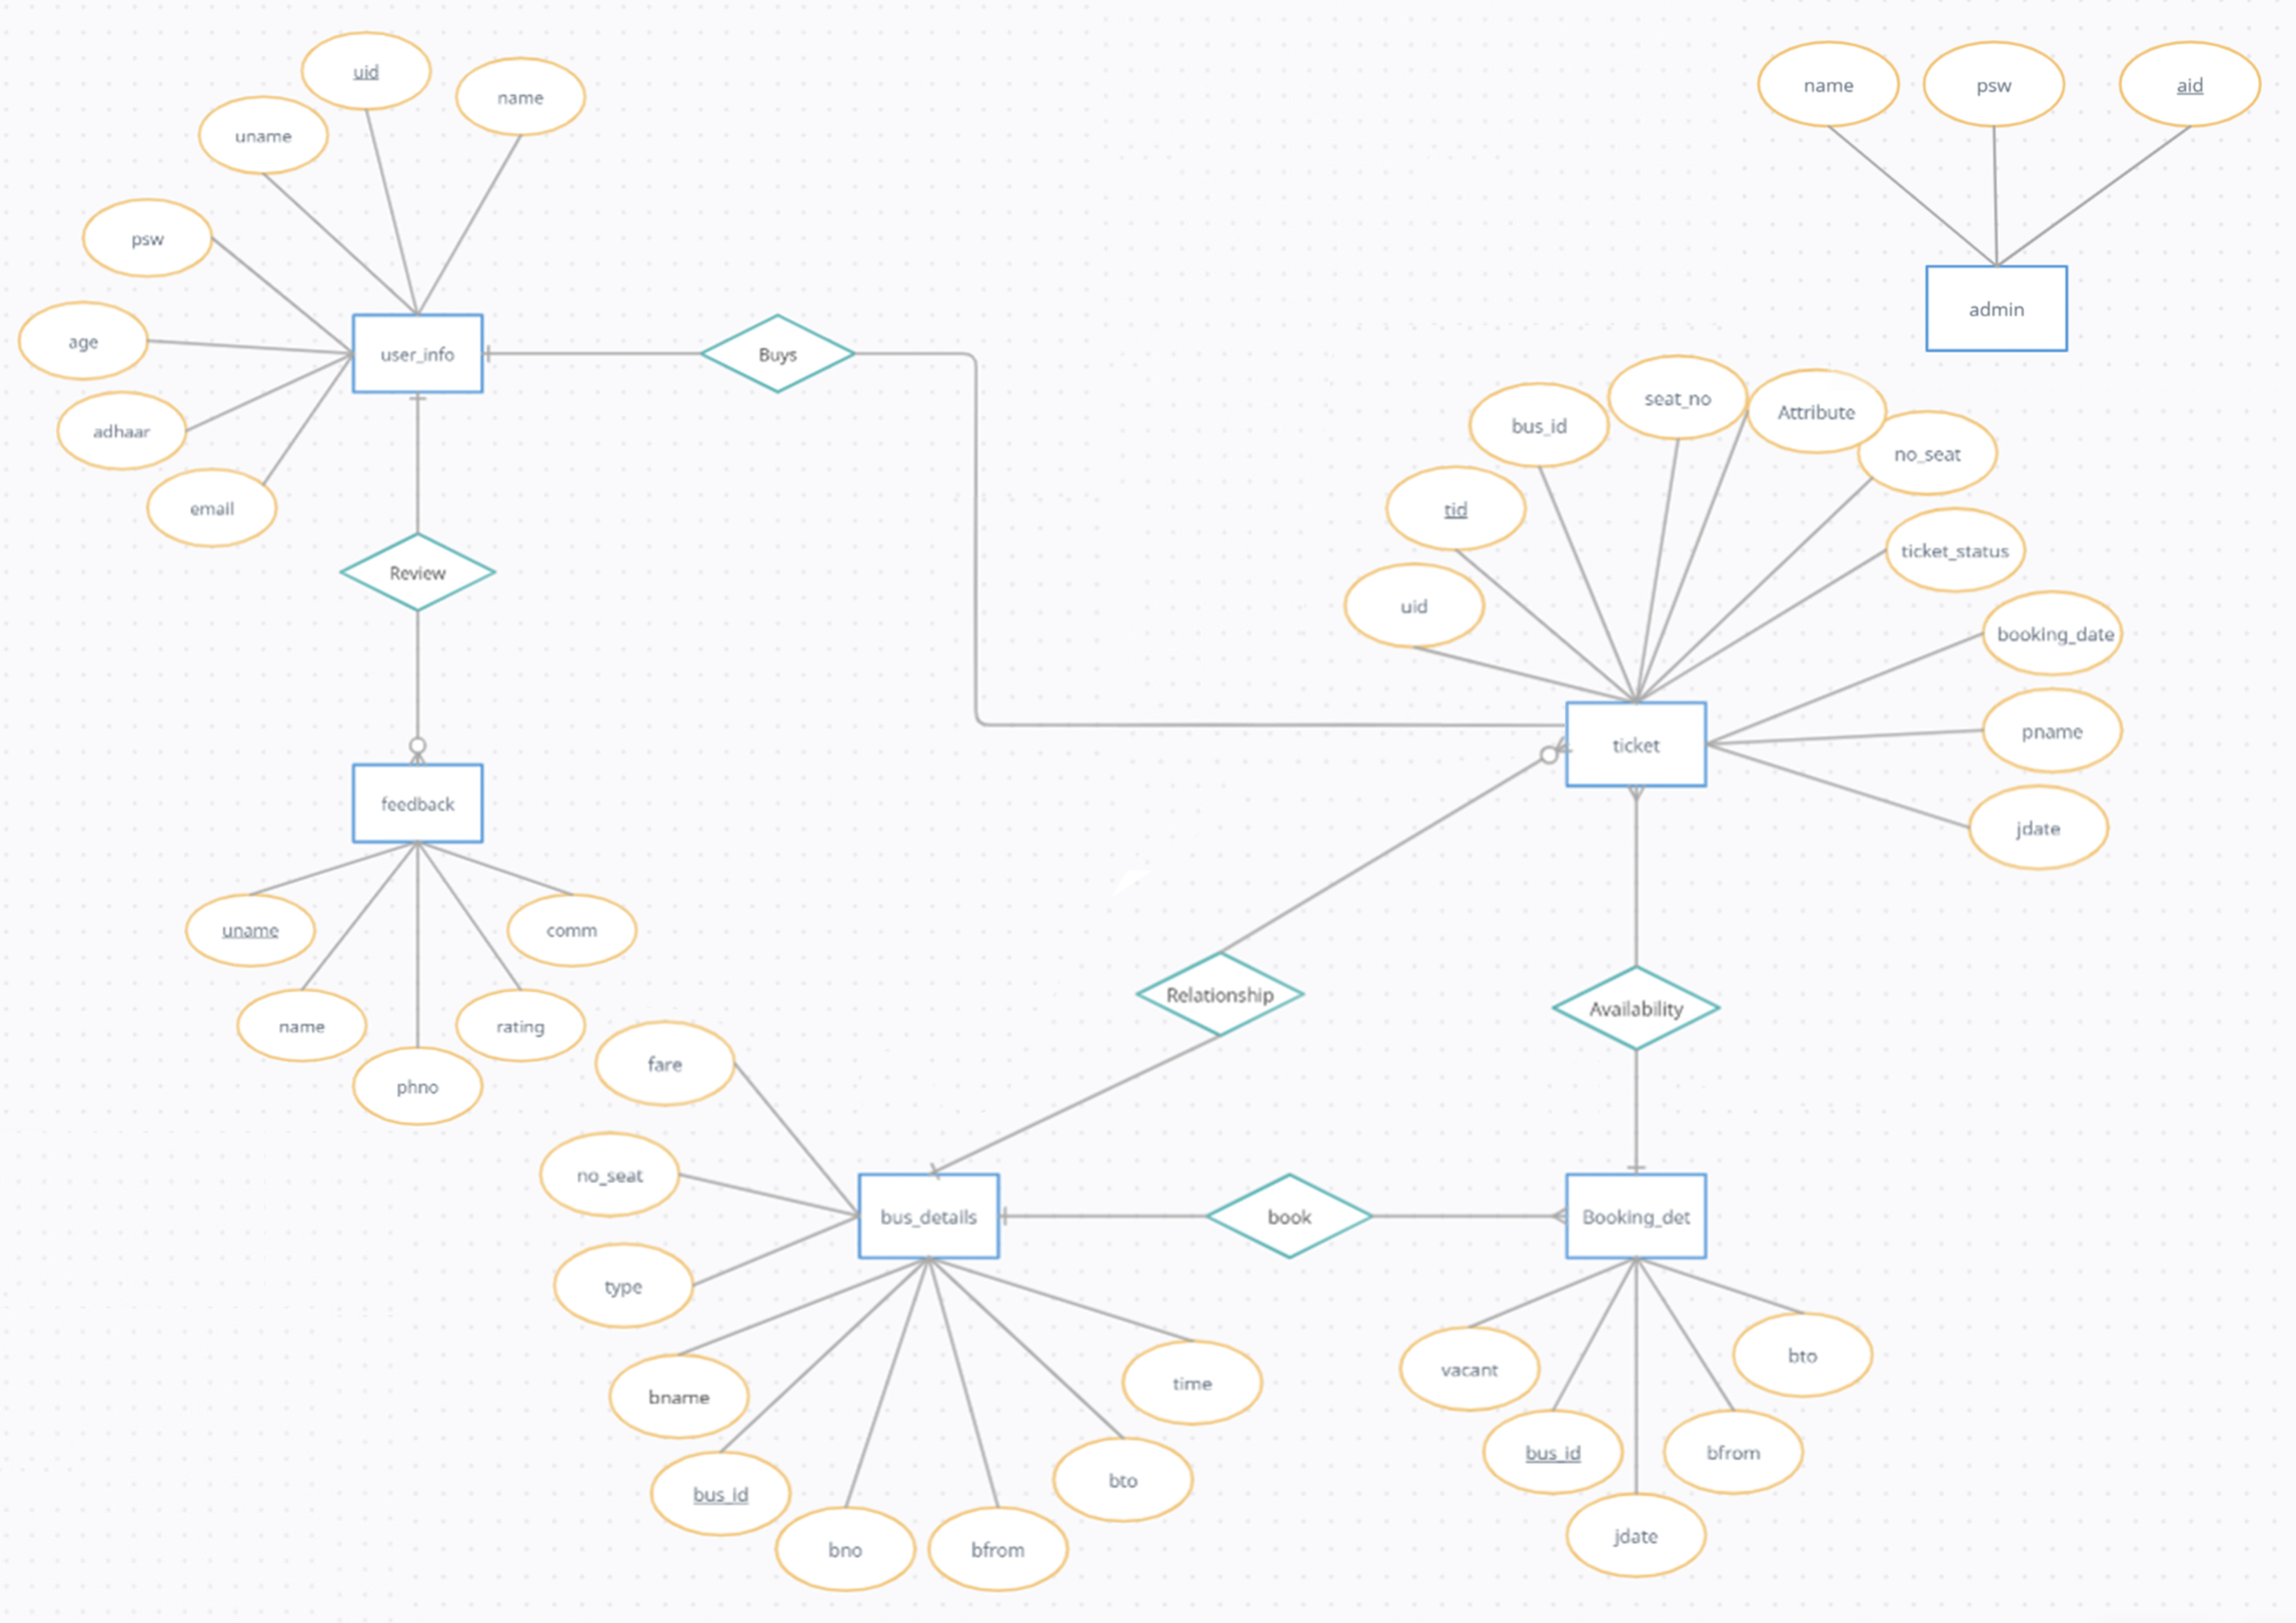 uid
name
uname
psw
age
adhaar
email
user_info
Buys
Review
feedback
uname
name
phno
rating
comm
name
psw
aid
admin
seat_no
Attribute
bus_id
no_seat
tid
ticket_status
uid
booking_date
pname
jdate
ticket
Relationship
Availability
fare
no_seat
type
bname
bus_id
bno
bfrom
bto
time
bus_details
book
Booking_det
vacant
bus_id
jdate
bfrom
bto